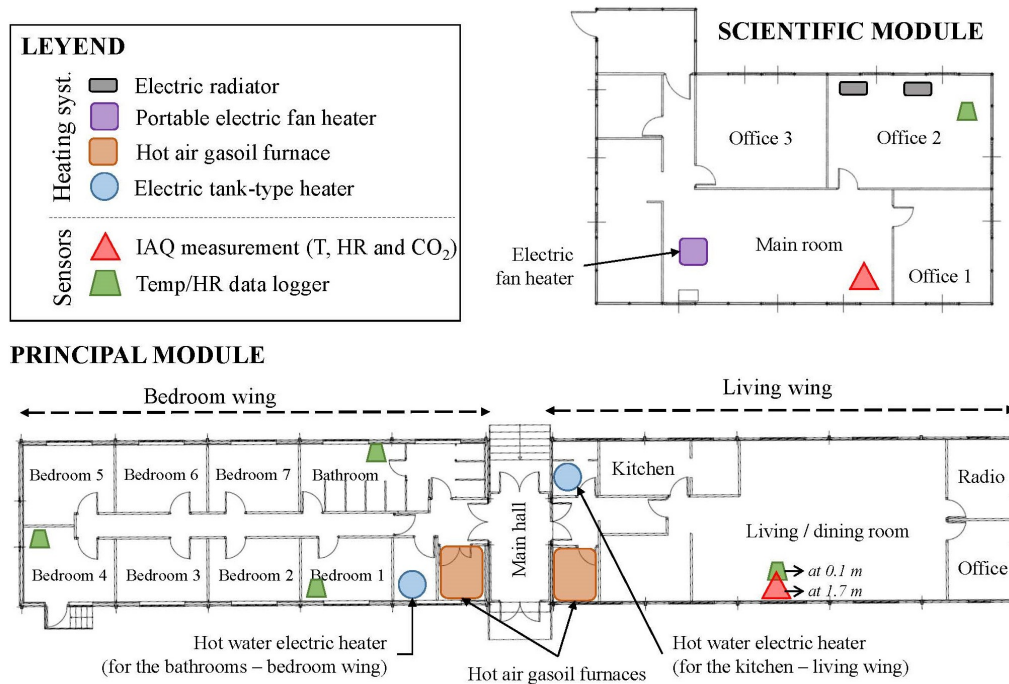 LEYEND
Heating syst.
Electric radiator
Portable electric fan heater
Hot air gasoil furnace
Electric tank-type heater
Sensors
IAQ measurement (T, HR and CO₂)
Temp/HR data logger
SCIENTIFIC MODULE
Office 3
Office 2
Electric
fan heater
Main room
Office 1
PRINCIPAL MODULE
Bedroom wing
Living wing
Bedroom 5
Bedroom 6
Bedroom 7
Bathroom
Main hall
Kitchen
Radio
Living / dining room
Bedroom 4
Bedroom 3
Bedroom 2
Bedroom 1
at 0.1 m
at 1.7 m
Office
Hot water electric heater
(for the bathrooms – bedroom wing)
Hot air gasoil furnaces
Hot water electric heater
(for the kitchen – living wing)